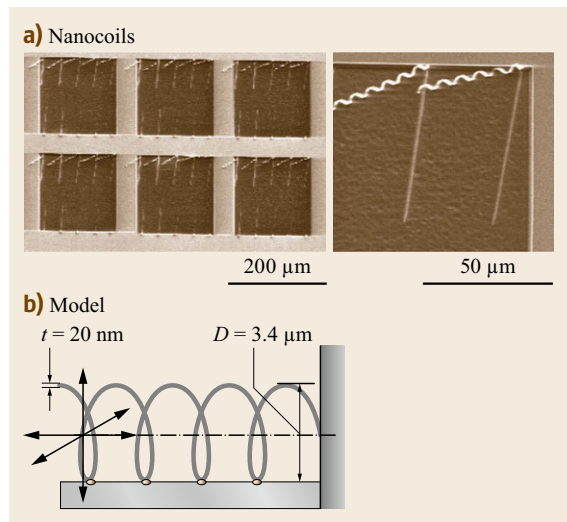 a) Nanocoils
200 µm
50 µm
b) Model
t = 20 nm
D = 3.4 µm